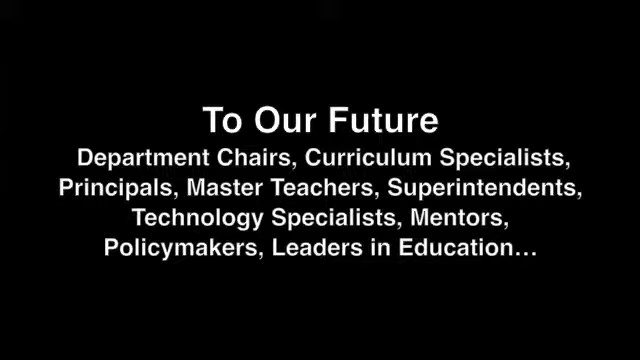 To Our Future
Department Chairs, Curriculum Specialists,
Principals, Master Teachers, Superintendents,
Technology Specialists, Mentors,
Policymakers, Leaders in Education…